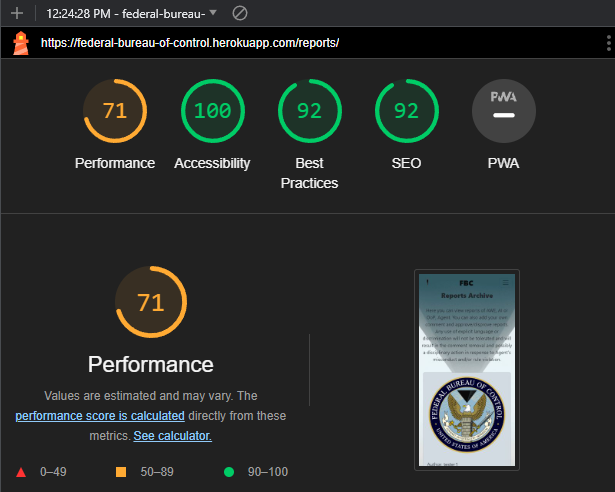 12:24:28 PM - federal-bureau-
https://federal-bureau-of-control.herokuapp.com/reports/
71 100 92 92 PWA
Performance Accessibility Best Practices SEO PWA
71
Performance
Values are estimated and may vary. The
performance score is calculated directly from these
metrics. See calculator.
0–49 50–89 90–100
FBC
Reports Archive
FEDERAL BUREAU OF CONTROL
UNITED STATES OF AMERICA